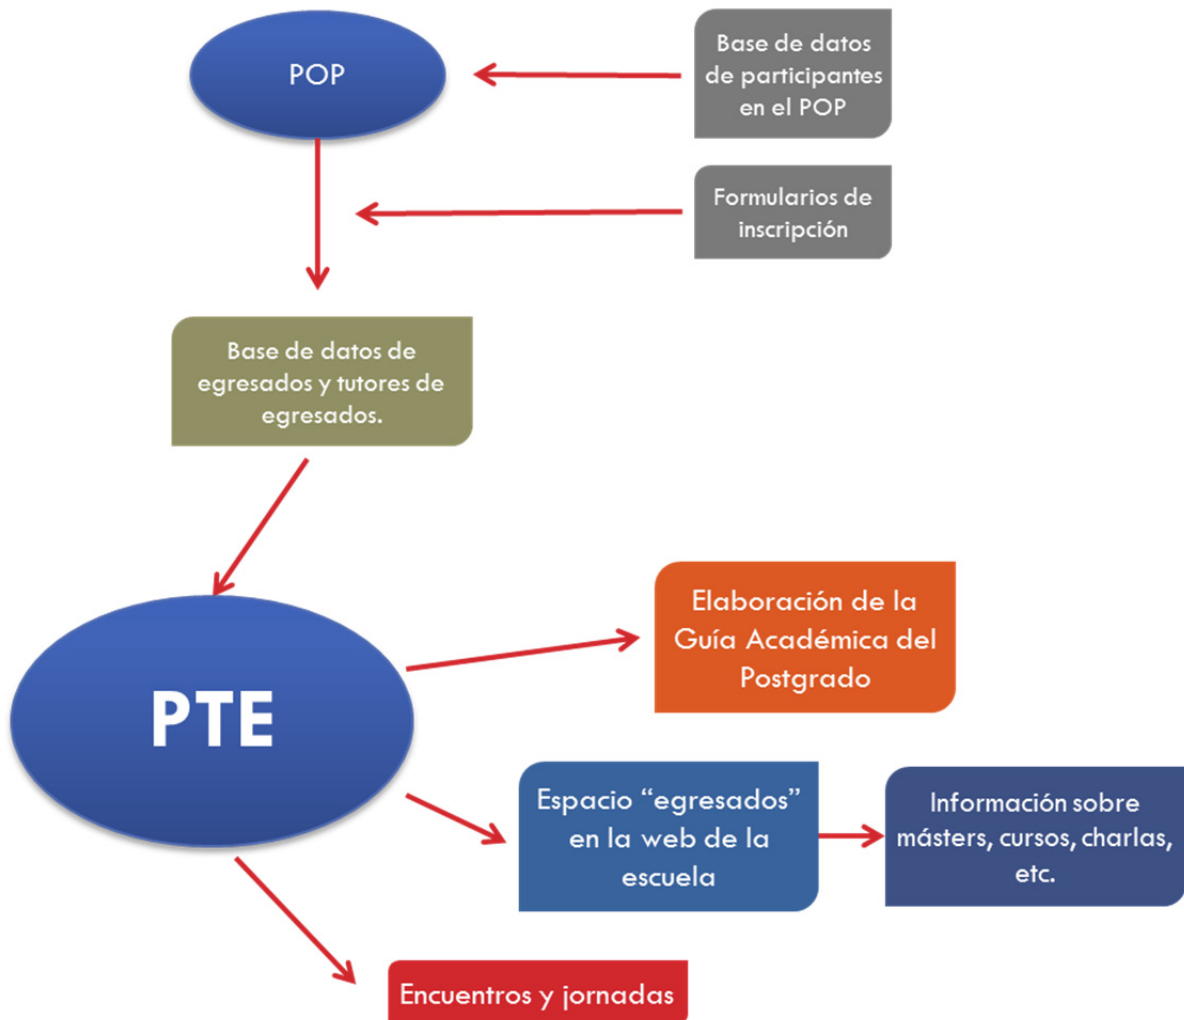 POP
Base de datos
de participantes
en el POP
Formularios de
inscripción
Base de datos de
egresados y tutores de
egresados.
PTE
Elaboración de la
Guía Académica del
Postgrado
Espacio “egresados”
en la web de la
escuela
Información sobre
másters, cursos, charlas,
etc.
Encuentros y jornadas